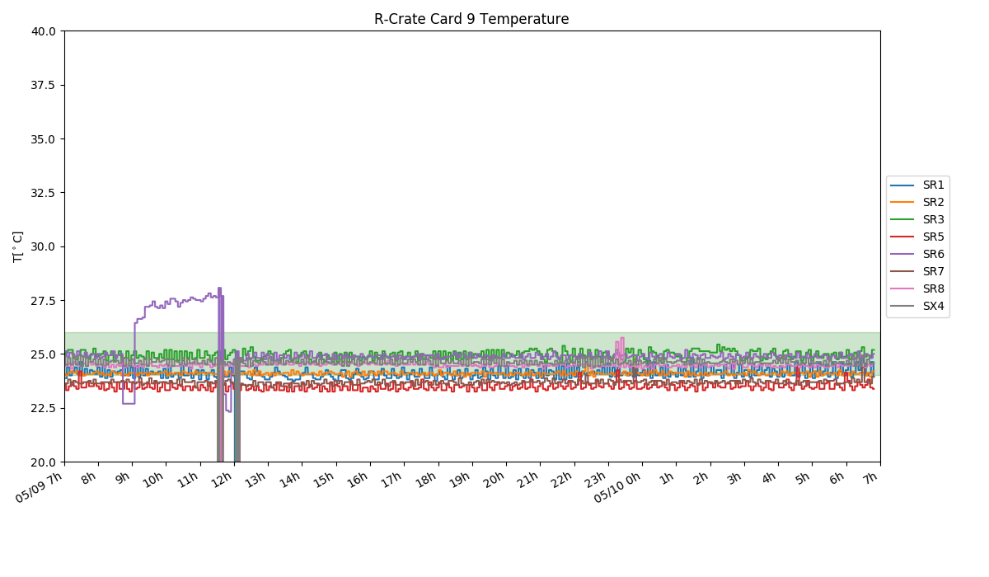 R-Crate Card 9 Temperature
T[°C]
40.0
37.5
35.0
32.5
30.0
27.5
25.0
22.5
20.0
05/09 7h 8h 9h 10h 11h 12h 13h 14h 15h 16h 17h 18h 19h 20h 21h 22h 23h 05/10 0h 1h 2h 3h 4h 5h 6h 7h
SR1
SR2
SR3
SR5
SR6
SR7
SR8
SX4